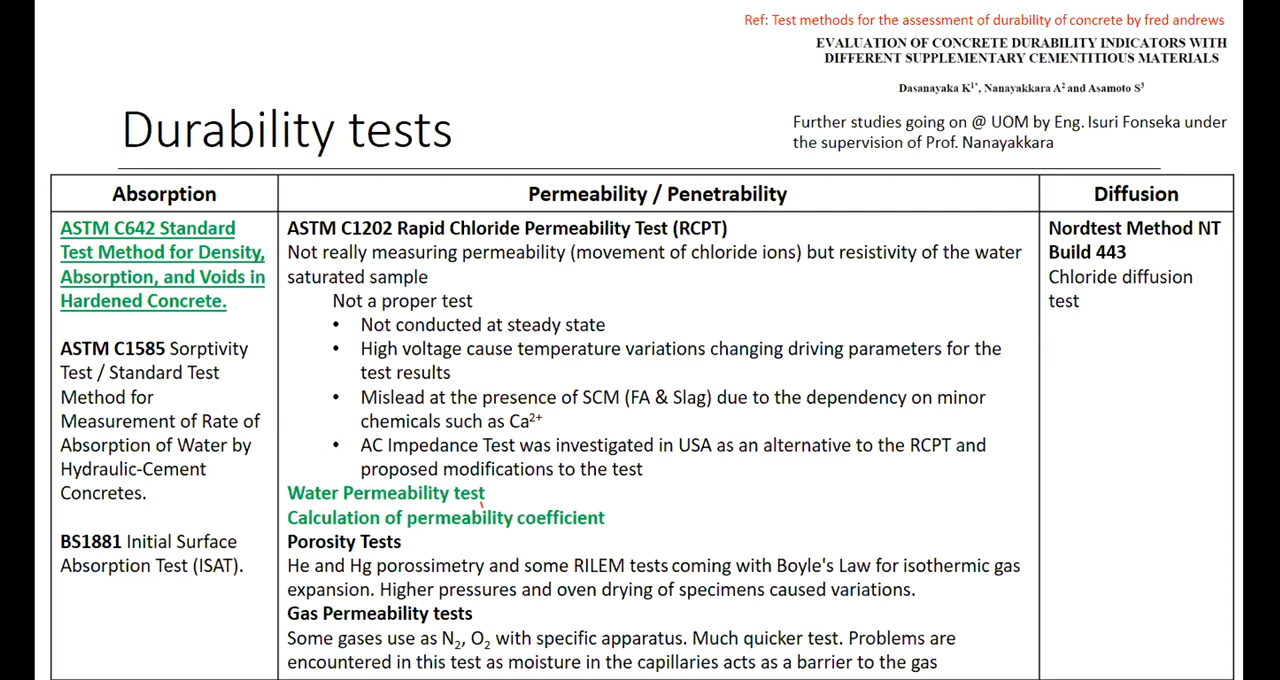 Ref: Test methods for the assessment of durability of concrete by fred andrews
EVALUATION OF CONCRETE DURABILITY INDICATORS WITH
DIFFERENT SUPPLEMENTARY CEMENTITIOUS MATERIALS
Dasanayaka K¹*, Nanayakkara A² and Asamoto S³
Further studies going on @ UOM by Eng. Isuri Fonseka under
the supervision of Prof. Nanayakkara
Durability tests
Absorption
ASTM C642 Standard
Test Method for Density,
Absorption, and Voids in
Hardened Concrete.
ASTM C1585 Sorptivity
Test / Standard Test
Method for
Measurement of Rate of
Absorption of Water by
Hydraulic-Cement
Concretes.
BS1881 Initial Surface
Absorption Test (ISAT).
Permeability / Penetrability
ASTM C1202 Rapid Chloride Permeability Test (RCPT)
Not really measuring permeability (movement of chloride ions) but resistivity of the water
saturated sample
Not a proper test
• Not conducted at steady state
• High voltage cause temperature variations changing driving parameters for the
test results
• Mislead at the presence of SCM (FA & Slag) due to the dependency on minor
chemicals such as Ca²⁺
• AC Impedance Test was investigated in USA as an alternative to the RCPT and
proposed modifications to the test
Water Permeability test
Calculation of permeability coefficient
Porosity Tests
He and Hg porossimetry and some RILEM tests coming with Boyle's Law for isothermic gas
expansion. Higher pressures and oven drying of specimens caused variations.
Gas Permeability tests
Some gases use as N₂, O₂ with specific apparatus. Much quicker test. Problems are
encountered in this test as moisture in the capillaries acts as a barrier to the gas
Diffusion
Nordtest Method NT
Build 443
Chloride diffusion
test